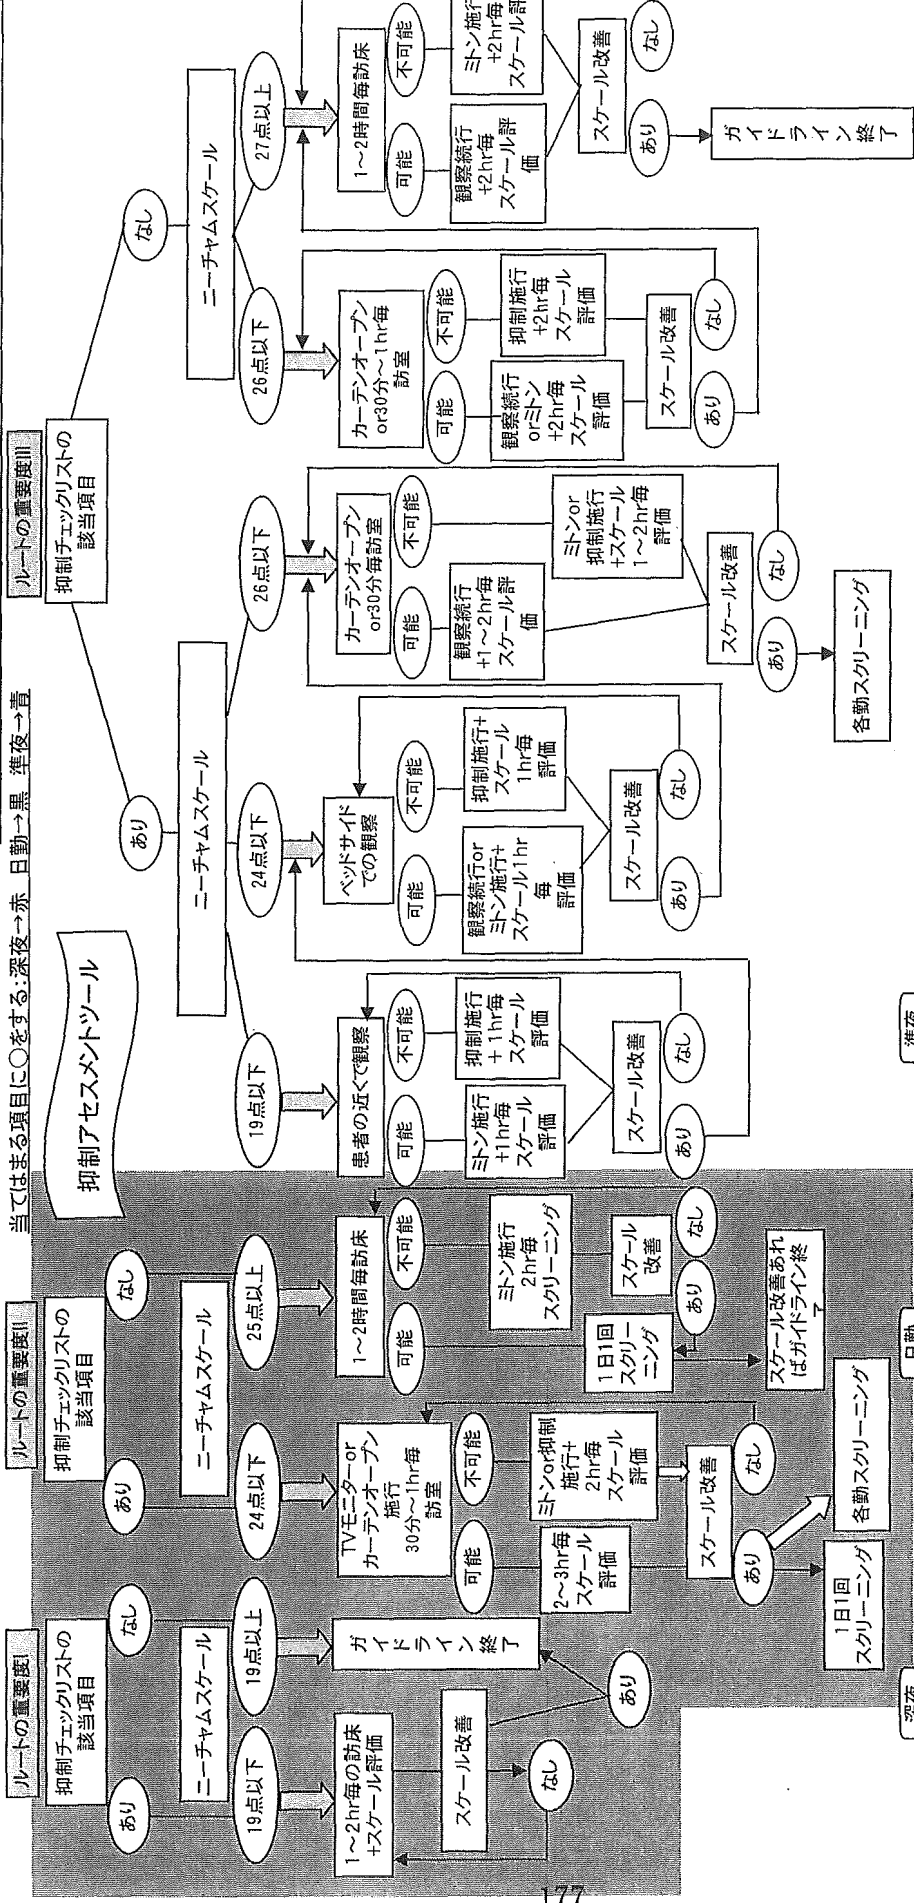 当てはまる項目に○をする:深夜→赤 日勤→黒 準夜→青
抑制アセスメントツール
ルートの重要度I
抑制チェックリストの
該当項目
あり
なし
ニーチャムスケール
19点以下
19点以上
1～2hr毎の訪床
+スケール評価
ガイドライン
終了
スケール改善
なし
あり
ルートの重要度II
抑制チェックリストの
該当項目
あり
なし
ニーチャムスケール
24点以下
25点以上
TVモニターor
カーテンオープン
施行
30分～1hr毎
訪室
可能
不可能
2～3hr毎
スケール
評価
ミトンor抑制
施行+
2hr毎
スケール
評価
スケール改善
あり
なし
1日1回
スクリーニング
各勤スクリーニング
1～2時間毎訪床
可能
不可能
1日1回
スクリー
ニング
ミトン施行
2hr毎
スクリーニング
スケール
改善
あり
なし
スケール改善あれ
ばガイドライン終
了
ルートの重要度III
抑制チェックリストの
該当項目
あり
なし
ニーチャムスケール
19点以下
24点以下
26点以下
患者の近くで観察
可能
不可能
ミトン施行
+1hr毎
スケール
評価
抑制施行
+1hr毎
スケール
評価
スケール改善
あり
なし
ベッドサイド
での観察
可能
不可能
観察続行or
ミトン施行+
スケール1hr
毎
評価
抑制施行+
スケール
1hr毎
評価
スケール改善
あり
なし
カーテンオープン
or30分毎訪室
可能
不可能
観察続行
+1～2hr毎
スケール評
価
ミトンor
抑制施行
+スケール
1～2hr毎
評価
スケール改善
あり
なし
各勤スクリーニング
ニーチャムスケール
26点以下
27点以上
カーテンオープン
or30分～1hr毎
訪室
可能
不可能
観察続行
orミトン
+2hr毎
スケール
評価
抑制施行
+2hr毎
スケール
評価
スケール改善
あり
なし
1～2時間毎訪床
可能
不可能
観察続行
+2hr毎
スケール評
価
ミトン施行
+2hr毎
スケール評
スケール改善
あり
なし
ガイドライン
終了
深夜
日勤
準夜
177